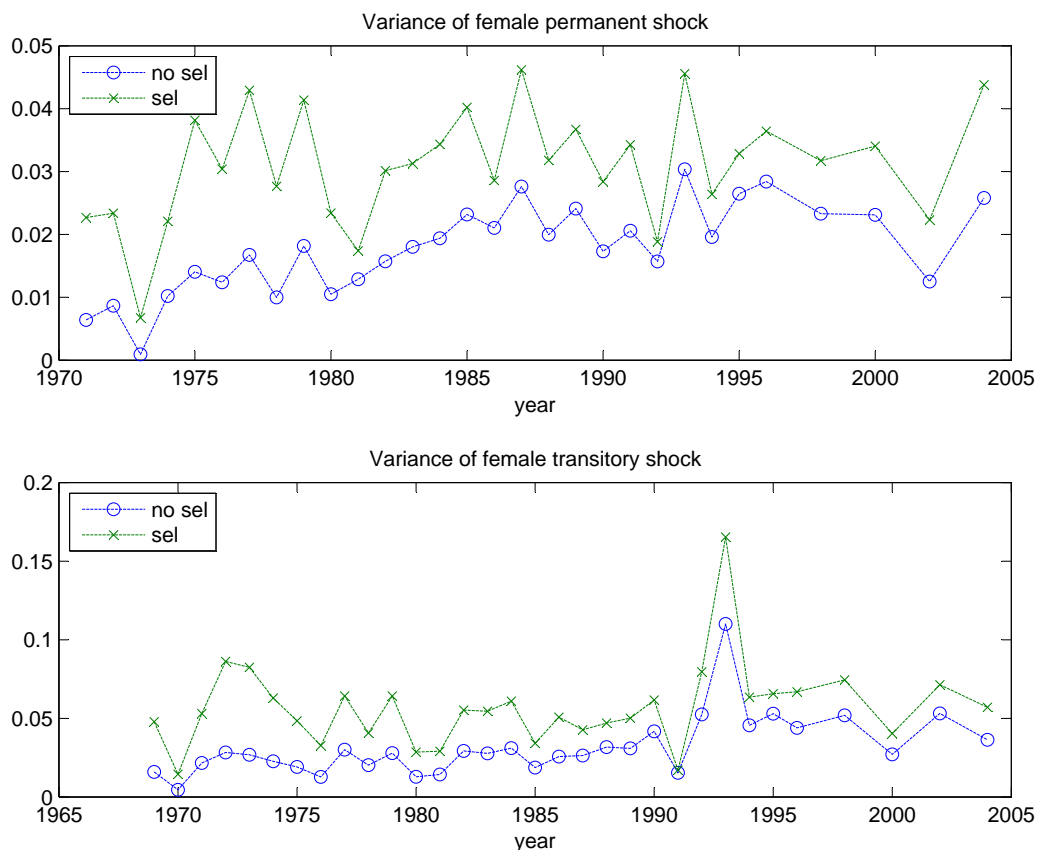 Variance of female permanent shock
0.05
0.04
0.03
0.02
0.01
0
no sel
sel
1970 1975 1980 1985 1990 1995 2000 2005
year
Variance of female transitory shock
0.2
0.15
0.1
0.05
0
no sel
sel
1965 1970 1975 1980 1985 1990 1995 2000 2005
year